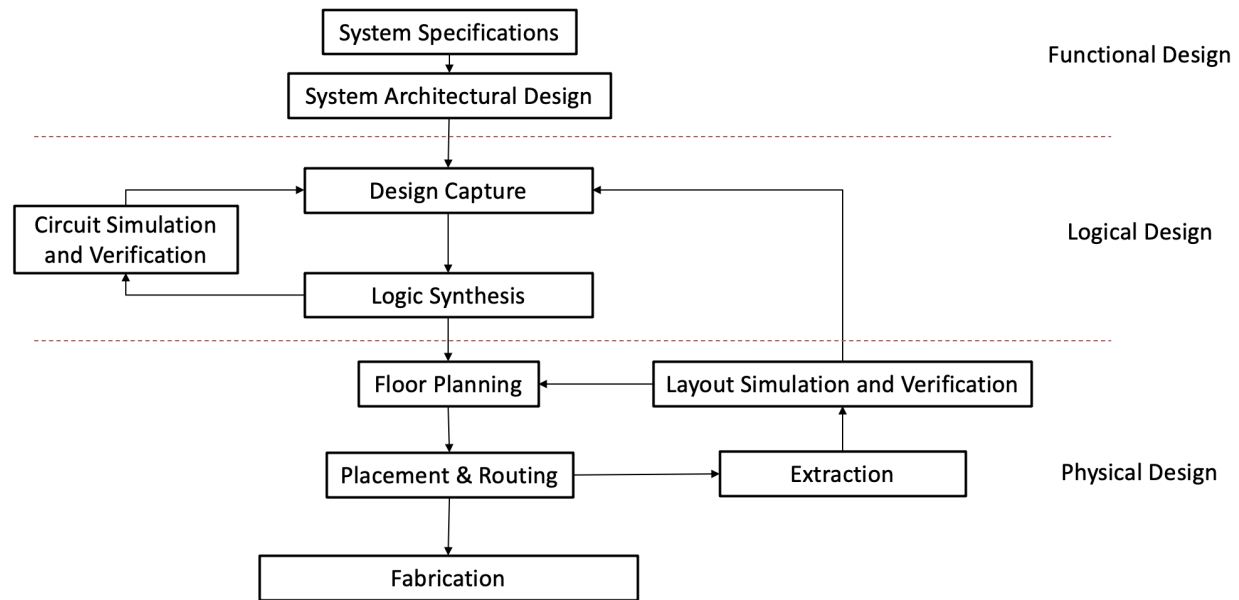 System Specifications
Functional Design
System Architectural Design
Design Capture
Circuit Simulation
and Verification
Logical Design
Logic Synthesis
Floor Planning
Layout Simulation and Verification
Placement & Routing
Extraction
Physical Design
Fabrication